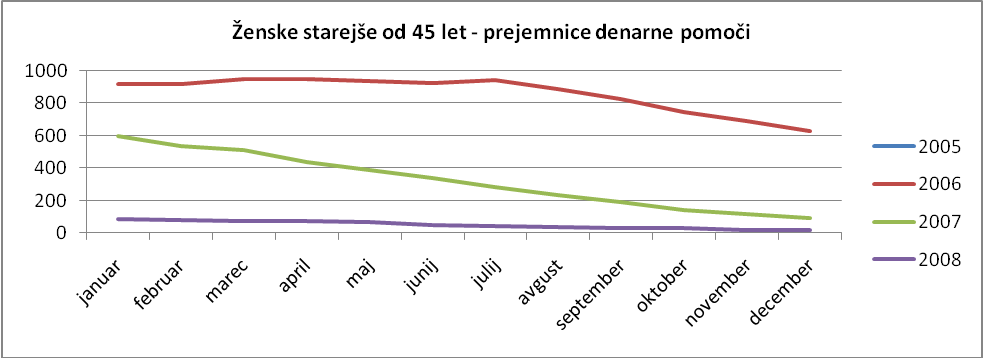 Ženske starejše od 45 let - prejemnice denarne pomoči
1000
800
600
400
200
0
januar
februar
marec
april
maj
junij
julij
avgust
september
oktober
november
december
2005
2006
2007
2008